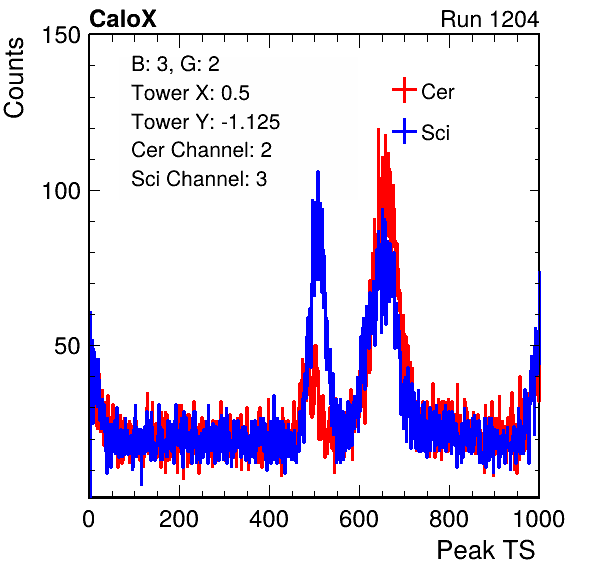 CaloX Run 1204
Counts
150
100
50
B: 3, G: 2
Tower X: 0.5
Tower Y: -1.125
Cer Channel: 2
Sci Channel: 3
Cer
Sci
0 200 400 600 800 1000
Peak TS